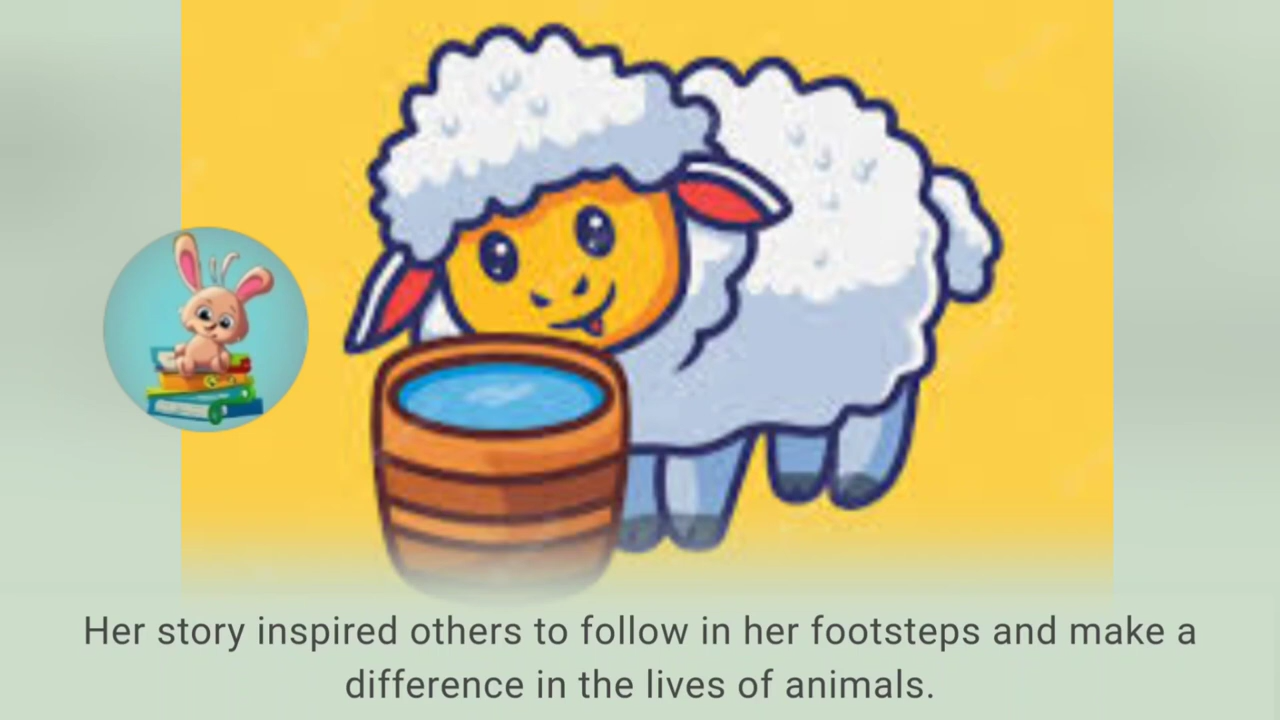 Her story inspired others to follow in her footsteps and make a
difference in the lives of animals.